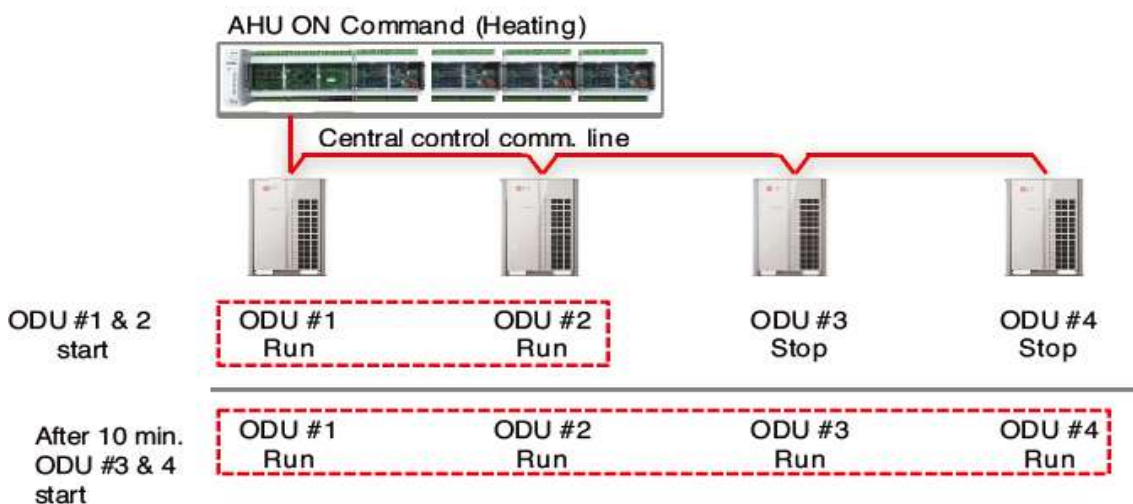 AHU ON Command (Heating)
Central control comm. line
ODU #1 & 2
start
ODU #1 ODU #2 ODU #3 ODU #4
Run Run Stop Stop
After 10 min.
ODU #3 & 4
start
ODU #1 ODU #2 ODU #3 ODU #4
Run Run Run Run